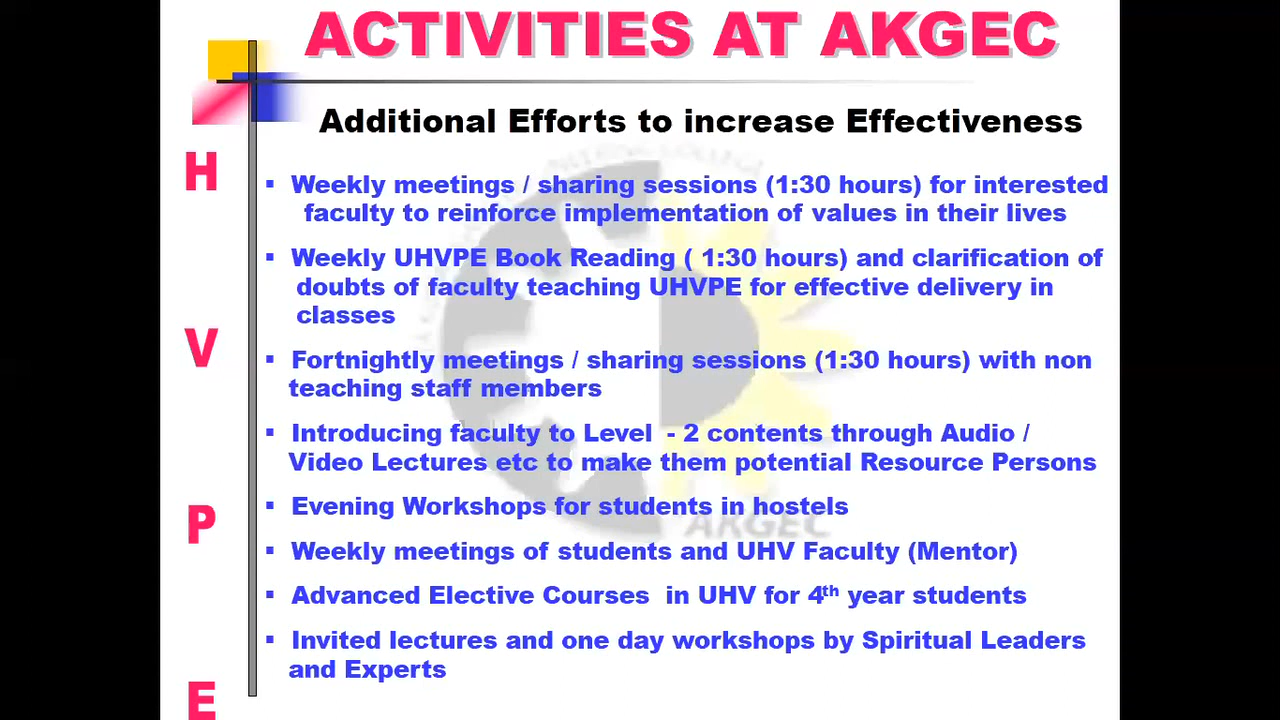 ACTIVITIES AT AKGEC
Additional Efforts to increase Effectiveness
H
V
P
E
▪ Weekly meetings / sharing sessions (1:30 hours) for interested
faculty to reinforce implementation of values in their lives
▪ Weekly UHVPE Book Reading ( 1:30 hours) and clarification of
doubts of faculty teaching UHVPE for effective delivery in
classes
▪ Fortnightly meetings / sharing sessions (1:30 hours) with non
teaching staff members
▪ Introducing faculty to Level - 2 contents through Audio /
Video Lectures etc to make them potential Resource Persons
▪ Evening Workshops for students in hostels
▪ Weekly meetings of students and UHV Faculty (Mentor)
▪ Advanced Elective Courses in UHV for 4th year students
▪ Invited lectures and one day workshops by Spiritual Leaders
and Experts
AKGEC